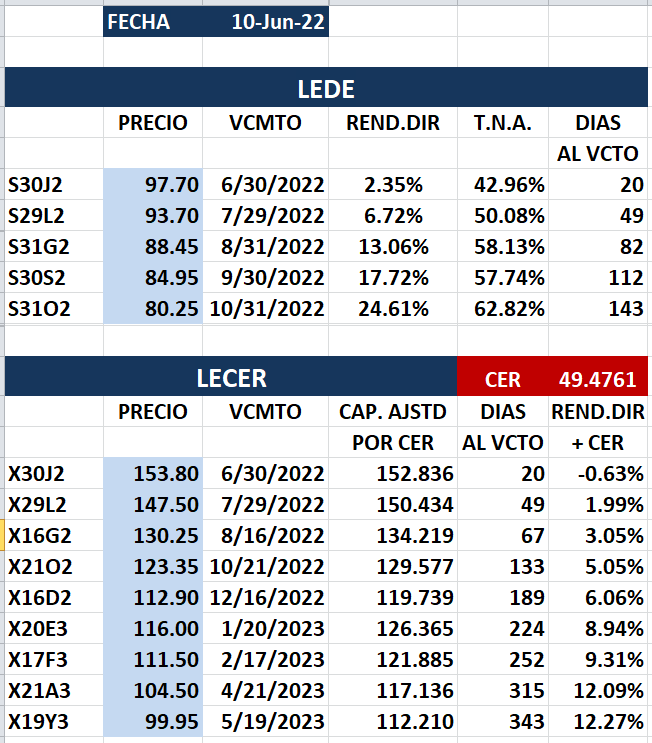 FECHA 10-Jun-22
LEDE
PRECIO VCMTO REND.DIR T.N.A. DIAS
AL VCTO
S30J2 97.70 6/30/2022 2.35% 42.96% 20
S29L2 93.70 7/29/2022 6.72% 50.08% 49
S31G2 88.45 8/31/2022 13.06% 58.13% 82
S30S2 84.95 9/30/2022 17.72% 57.74% 112
S31O2 80.25 10/31/2022 24.61% 62.82% 143
LECER CER 49.4761
PRECIO VCMTO CAP. AJSTD DIAS REND.DIR
POR CER AL VCTO + CER
X30J2 153.80 6/30/2022 152.836 20 -0.63%
X29L2 147.50 7/29/2022 150.434 49 1.99%
X16G2 130.25 8/16/2022 134.219 67 3.05%
X21O2 123.35 10/21/2022 129.577 133 5.05%
X16D2 112.90 12/16/2022 119.739 189 6.06%
X20E3 116.00 1/20/2023 126.365 224 8.94%
X17F3 111.50 2/17/2023 121.885 252 9.31%
X21A3 104.50 4/21/2023 117.136 315 12.09%
X19Y3 99.95 5/19/2023 112.210 343 12.27%